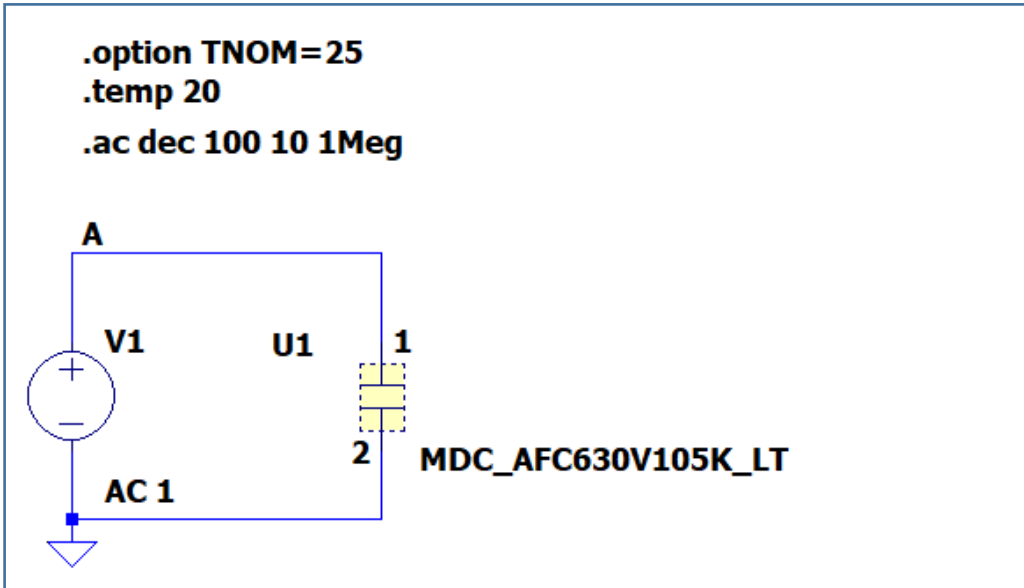 .option TNOM=25
.temp 20
.ac dec 100 10 1Meg
A
V1
U1
1
2
MDC_AFC630V105K_LT
AC 1